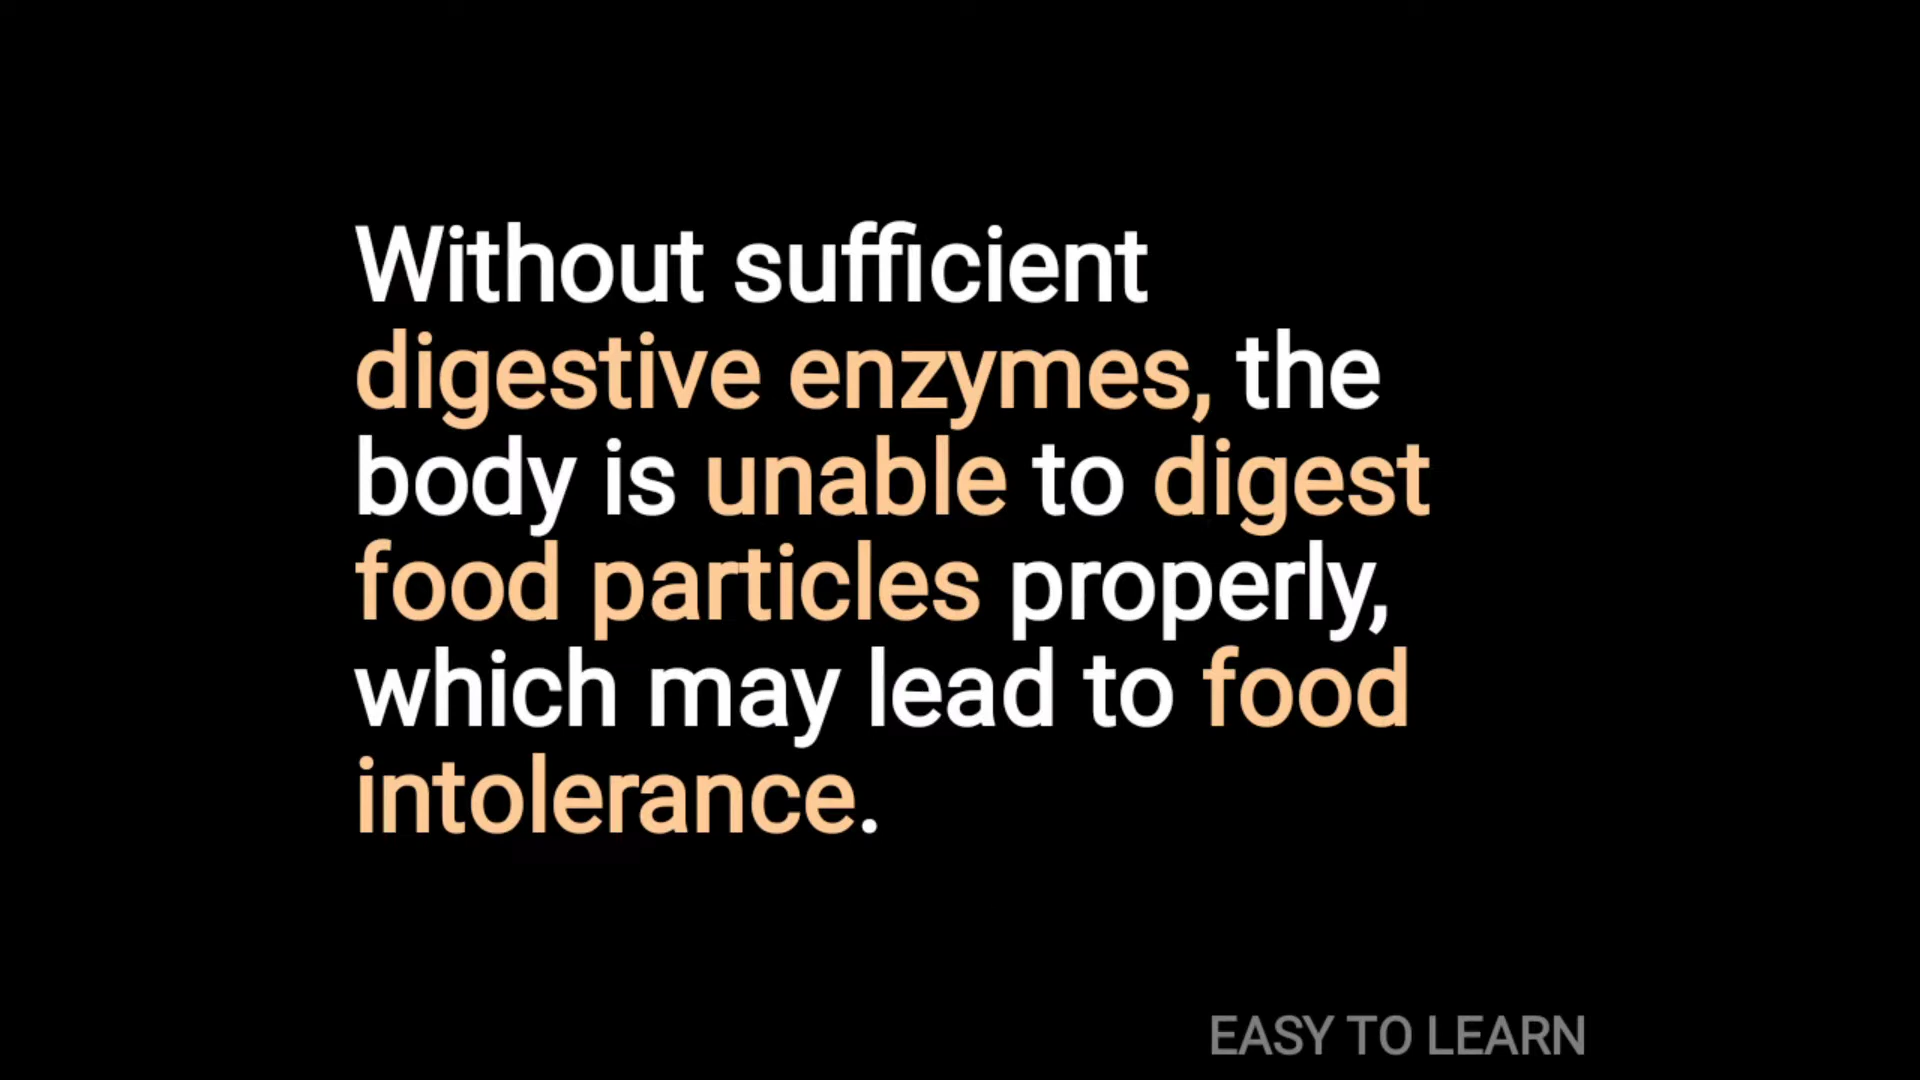 Without sufficient
digestive enzymes, the
body is unable to digest
food particles properly,
which may lead to food
intolerance.
EASY TO LEARN